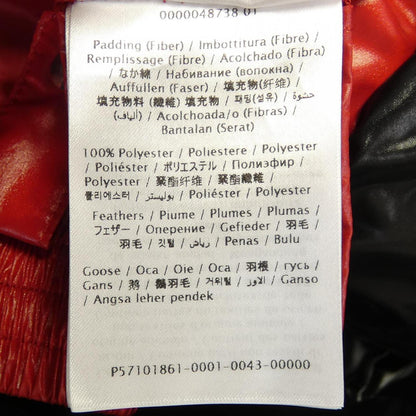 0000048738 01
Padding (Fiber) / Imbottitura (Fibre) /
Remplissage (Fibre) / Acolchado (Fibra)
/ なか綿 / Набивание (волокна) /
Auffullen (Faser) / 填充物(纤维) /
填充物料 (纖維) 填充物 / 패딩(섬유) / حشوة
(ألياف) / Acolchoado/a (Fibras) /
Bantalan (Serat)
100% Polyester / Poliestere / Polyester
/ Poliéster / ポリエステル / Полиэфир /
Polyester / 聚酯纤维 / 聚酯纖維 /
폴리에스터 / بوليستر / Poliéster / Polyester
Feathers / Piume / Plumes / Plumas /
フェザー / Оперение / Gefieder / 羽毛
/ 羽毛 / 깃털 / رياش / Penas / Bulu
Goose / Oca / Oie / Oca / 羽根 / гусь /
Gans / 鹅 / 鵝羽毛 / 거위 / الاوز / Ganso
/ Angsa leher pendek
P57101861-0001-0043-00000